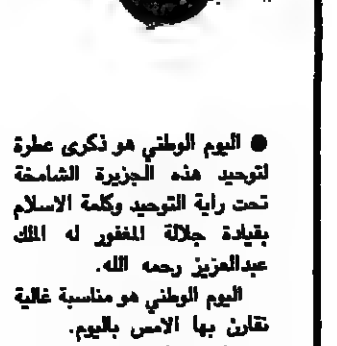 ● اليوم الوطني هو ذكرى عطرة
لتوحيد هذه الجزيرة الشامخة
تحت راية التوحيد وكلمة الاسلام
بقيادة جلالة المغفور له الملك
عبدالعزيز رحمه الله.
اليوم الوطني هو مناسبة غالية
نقارن بها الامس باليوم.